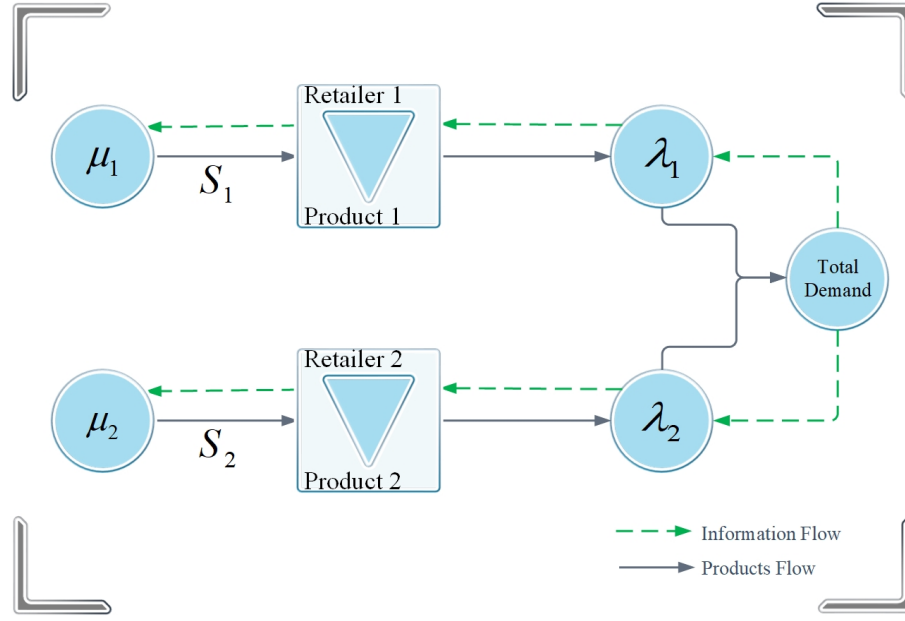 Retailer 1
μ₁
S₁
Product 1
λ₁
Total
Demand
Retailer 2
μ₂
S₂
Product 2
λ₂
Information Flow
Products Flow